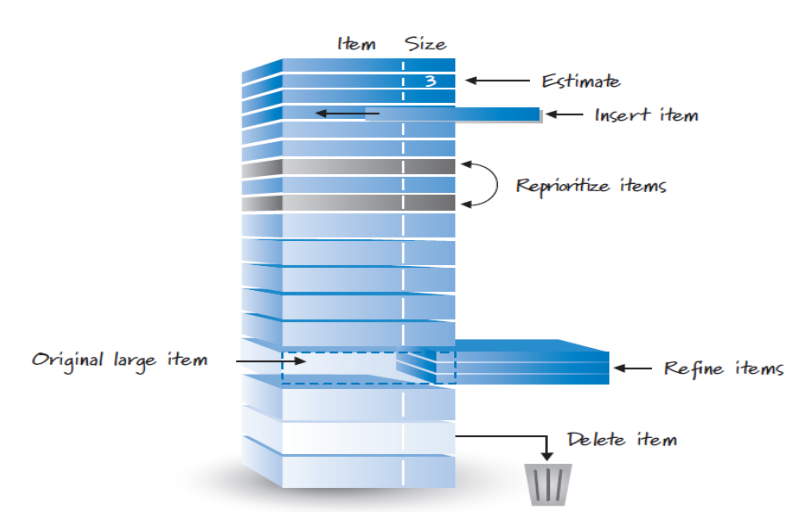 Item Size
3
Estimate
Insert item
Reprioritize items
Original large item
Refine items
Delete item